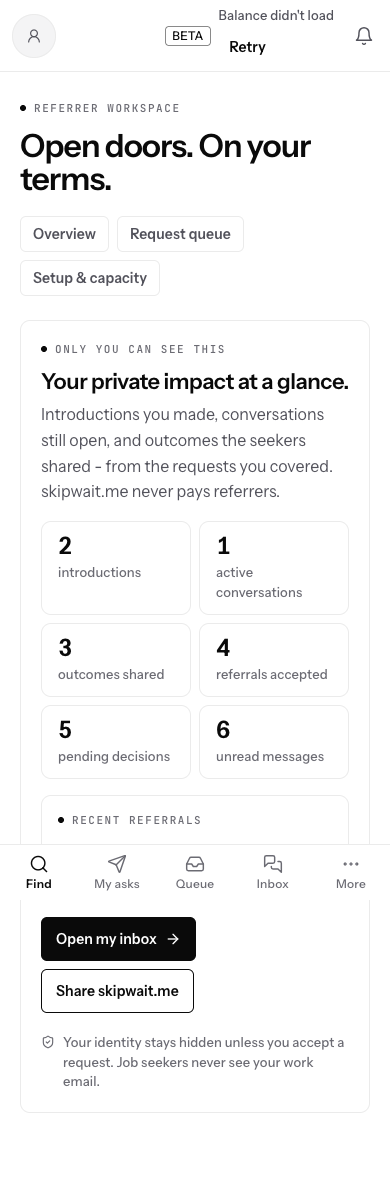 Balance didn't load
BETA
Retry
REFERRER WORKSPACE
Open doors. On your
terms.
Overview
Request queue
Setup & capacity
ONLY YOU CAN SEE THIS
Your private impact at a glance.
Introductions you made, conversations
still open, and outcomes the seekers
shared - from the requests you covered.
skipwait.me never pays referrers.
2
introductions
1
active
conversations
3
outcomes shared
4
referrals accepted
5
pending decisions
6
unread messages
RECENT REFERRALS
Find
My asks
Queue
Inbox
More
Open my inbox
Share skipwait.me
Your identity stays hidden unless you accept a
request. Job seekers never see your work
email.